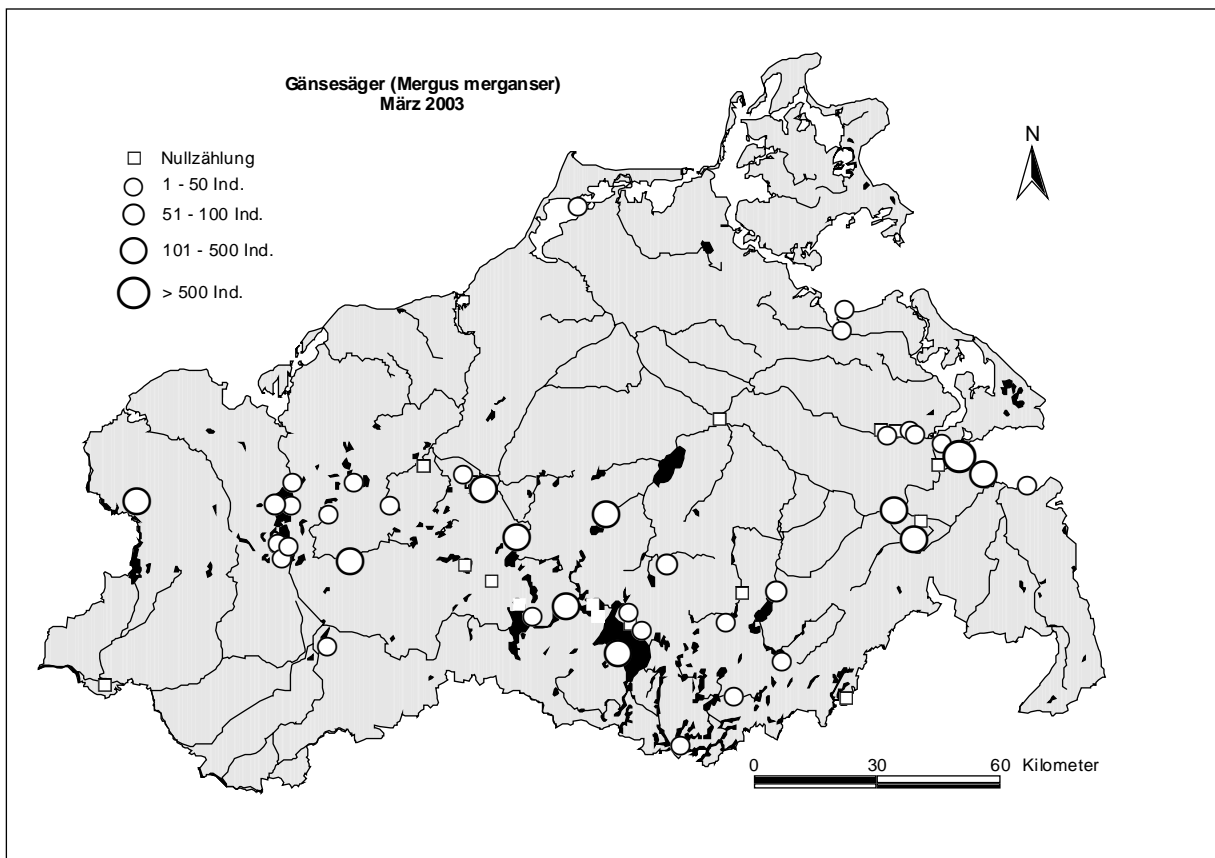 Gänsesäger (Mergus merganser)
März 2003
Nullzählung
1 - 50 Ind.
51 - 100 Ind.
101 - 500 Ind.
> 500 Ind.
N
0 30 60 Kilometer